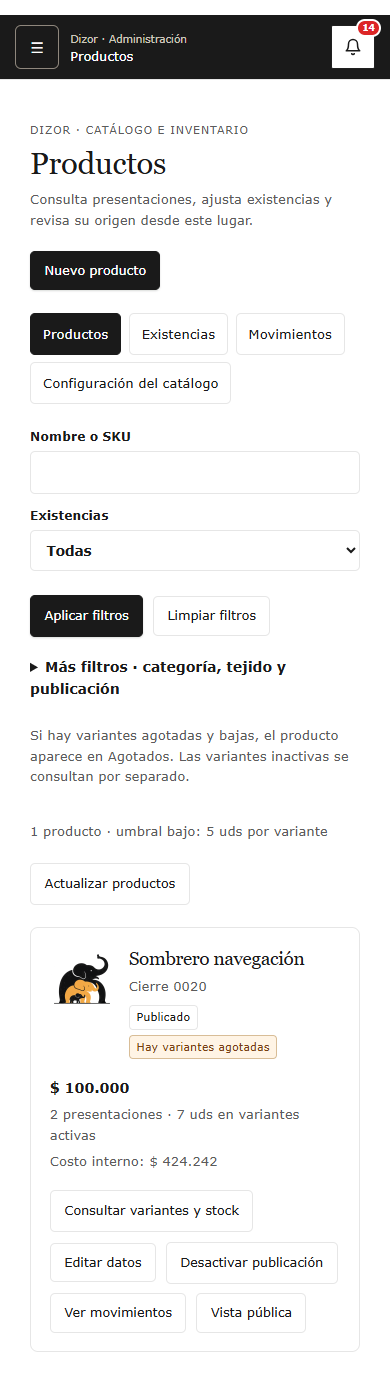 ☰
Dizor · Administración
Productos
14
DIZOR · CATÁLOGO E INVENTARIO
Productos
Consulta presentaciones, ajusta existencias y
revisa su origen desde este lugar.
Nuevo producto
Productos
Existencias
Movimientos
Configuración del catálogo
Nombre o SKU
Existencias
Todas
Aplicar filtros
Limpiar filtros
Más filtros · categoría, tejido y
publicación
Si hay variantes agotadas y bajas, el producto
aparece en Agotados. Las variantes inactivas se
consultan por separado.
1 producto · umbral bajo: 5 uds por variante
Actualizar productos
Sombrero navegación
Cierre 0020
Publicado
Hay variantes agotadas
$ 100.000
2 presentaciones · 7 uds en variantes
activas
Costo interno: $ 424.242
Consultar variantes y stock
Editar datos
Desactivar publicación
Ver movimientos
Vista pública